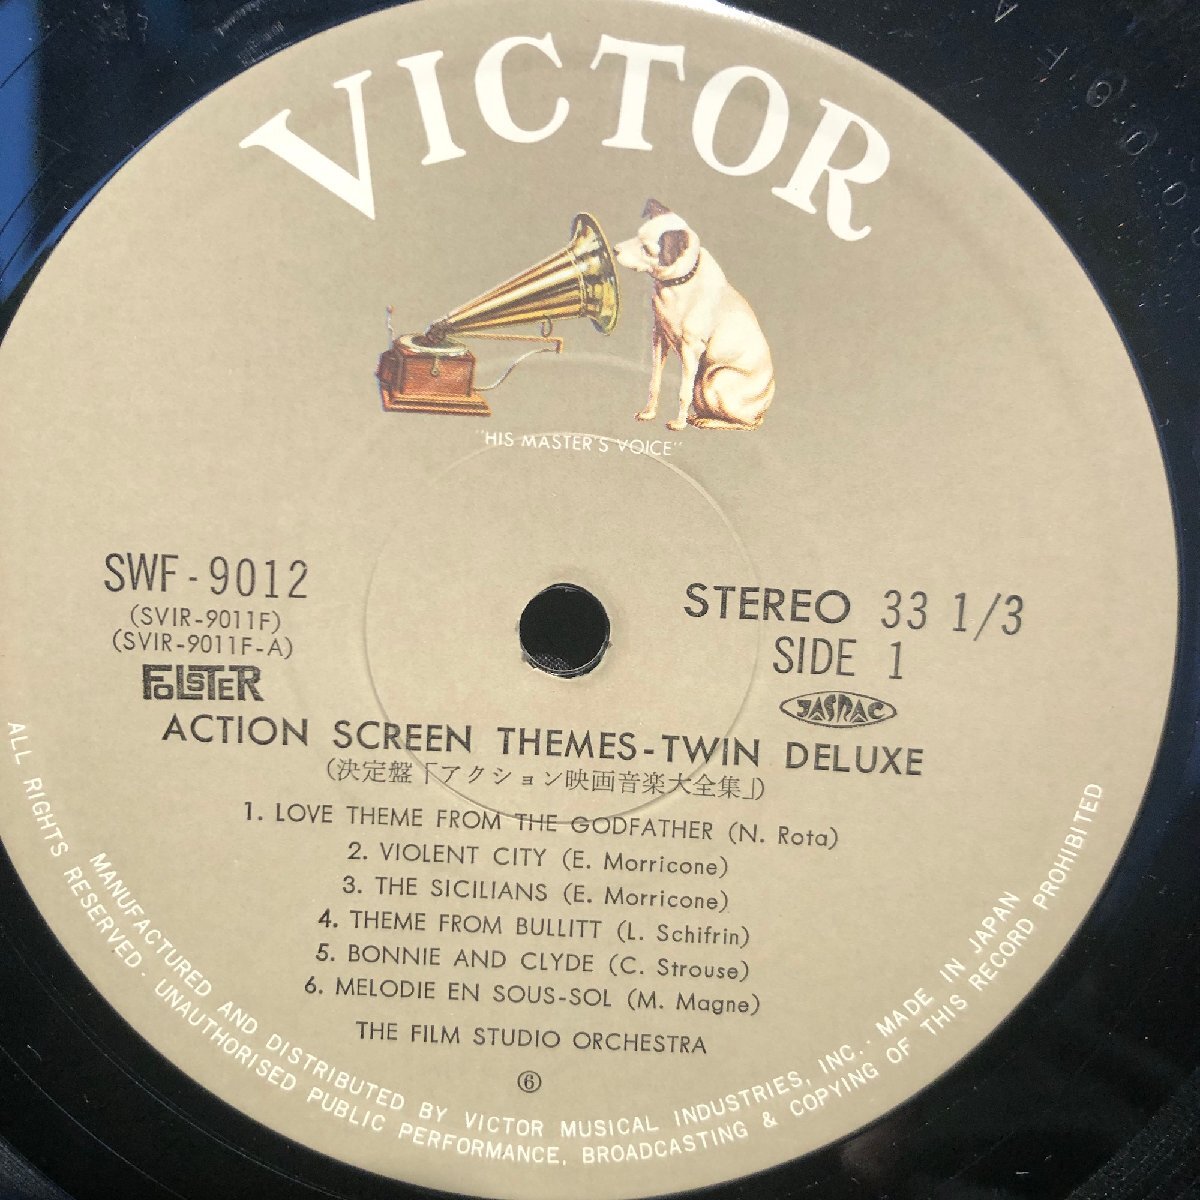 VICTOR
"HIS MASTER'S VOICE"
SWF-9012
(SVIR-9011F)
(SVIR-9011F-A)
FOLSTER
STEREO 33 1/3
SIDE 1
JASRAC
ACTION SCREEN THEMES-TWIN DELUXE
(決定盤「アクション映画音楽大全集」)
1. LOVE THEME FROM THE GODFATHER (N. Rota)
2. VIOLENT CITY (E. Morricone)
3. THE SICILIANS (E. Morricone)
4. THEME FROM BULLITT (L. Schifrin)
5. BONNIE AND CLYDE (C. Strouse)
6. MELODIE EN SOUS-SOL (M. Magne)
THE FILM STUDIO ORCHESTRA
⑥
MANUFACTURED AND DISTRIBUTED BY VICTOR MUSICAL INDUSTRIES, INC. · MADE IN JAPAN
ALL RIGHTS RESERVED · UNAUTHORISED PUBLIC PERFORMANCE, BROADCASTING & COPYING OF THIS RECORD PROHIBITED